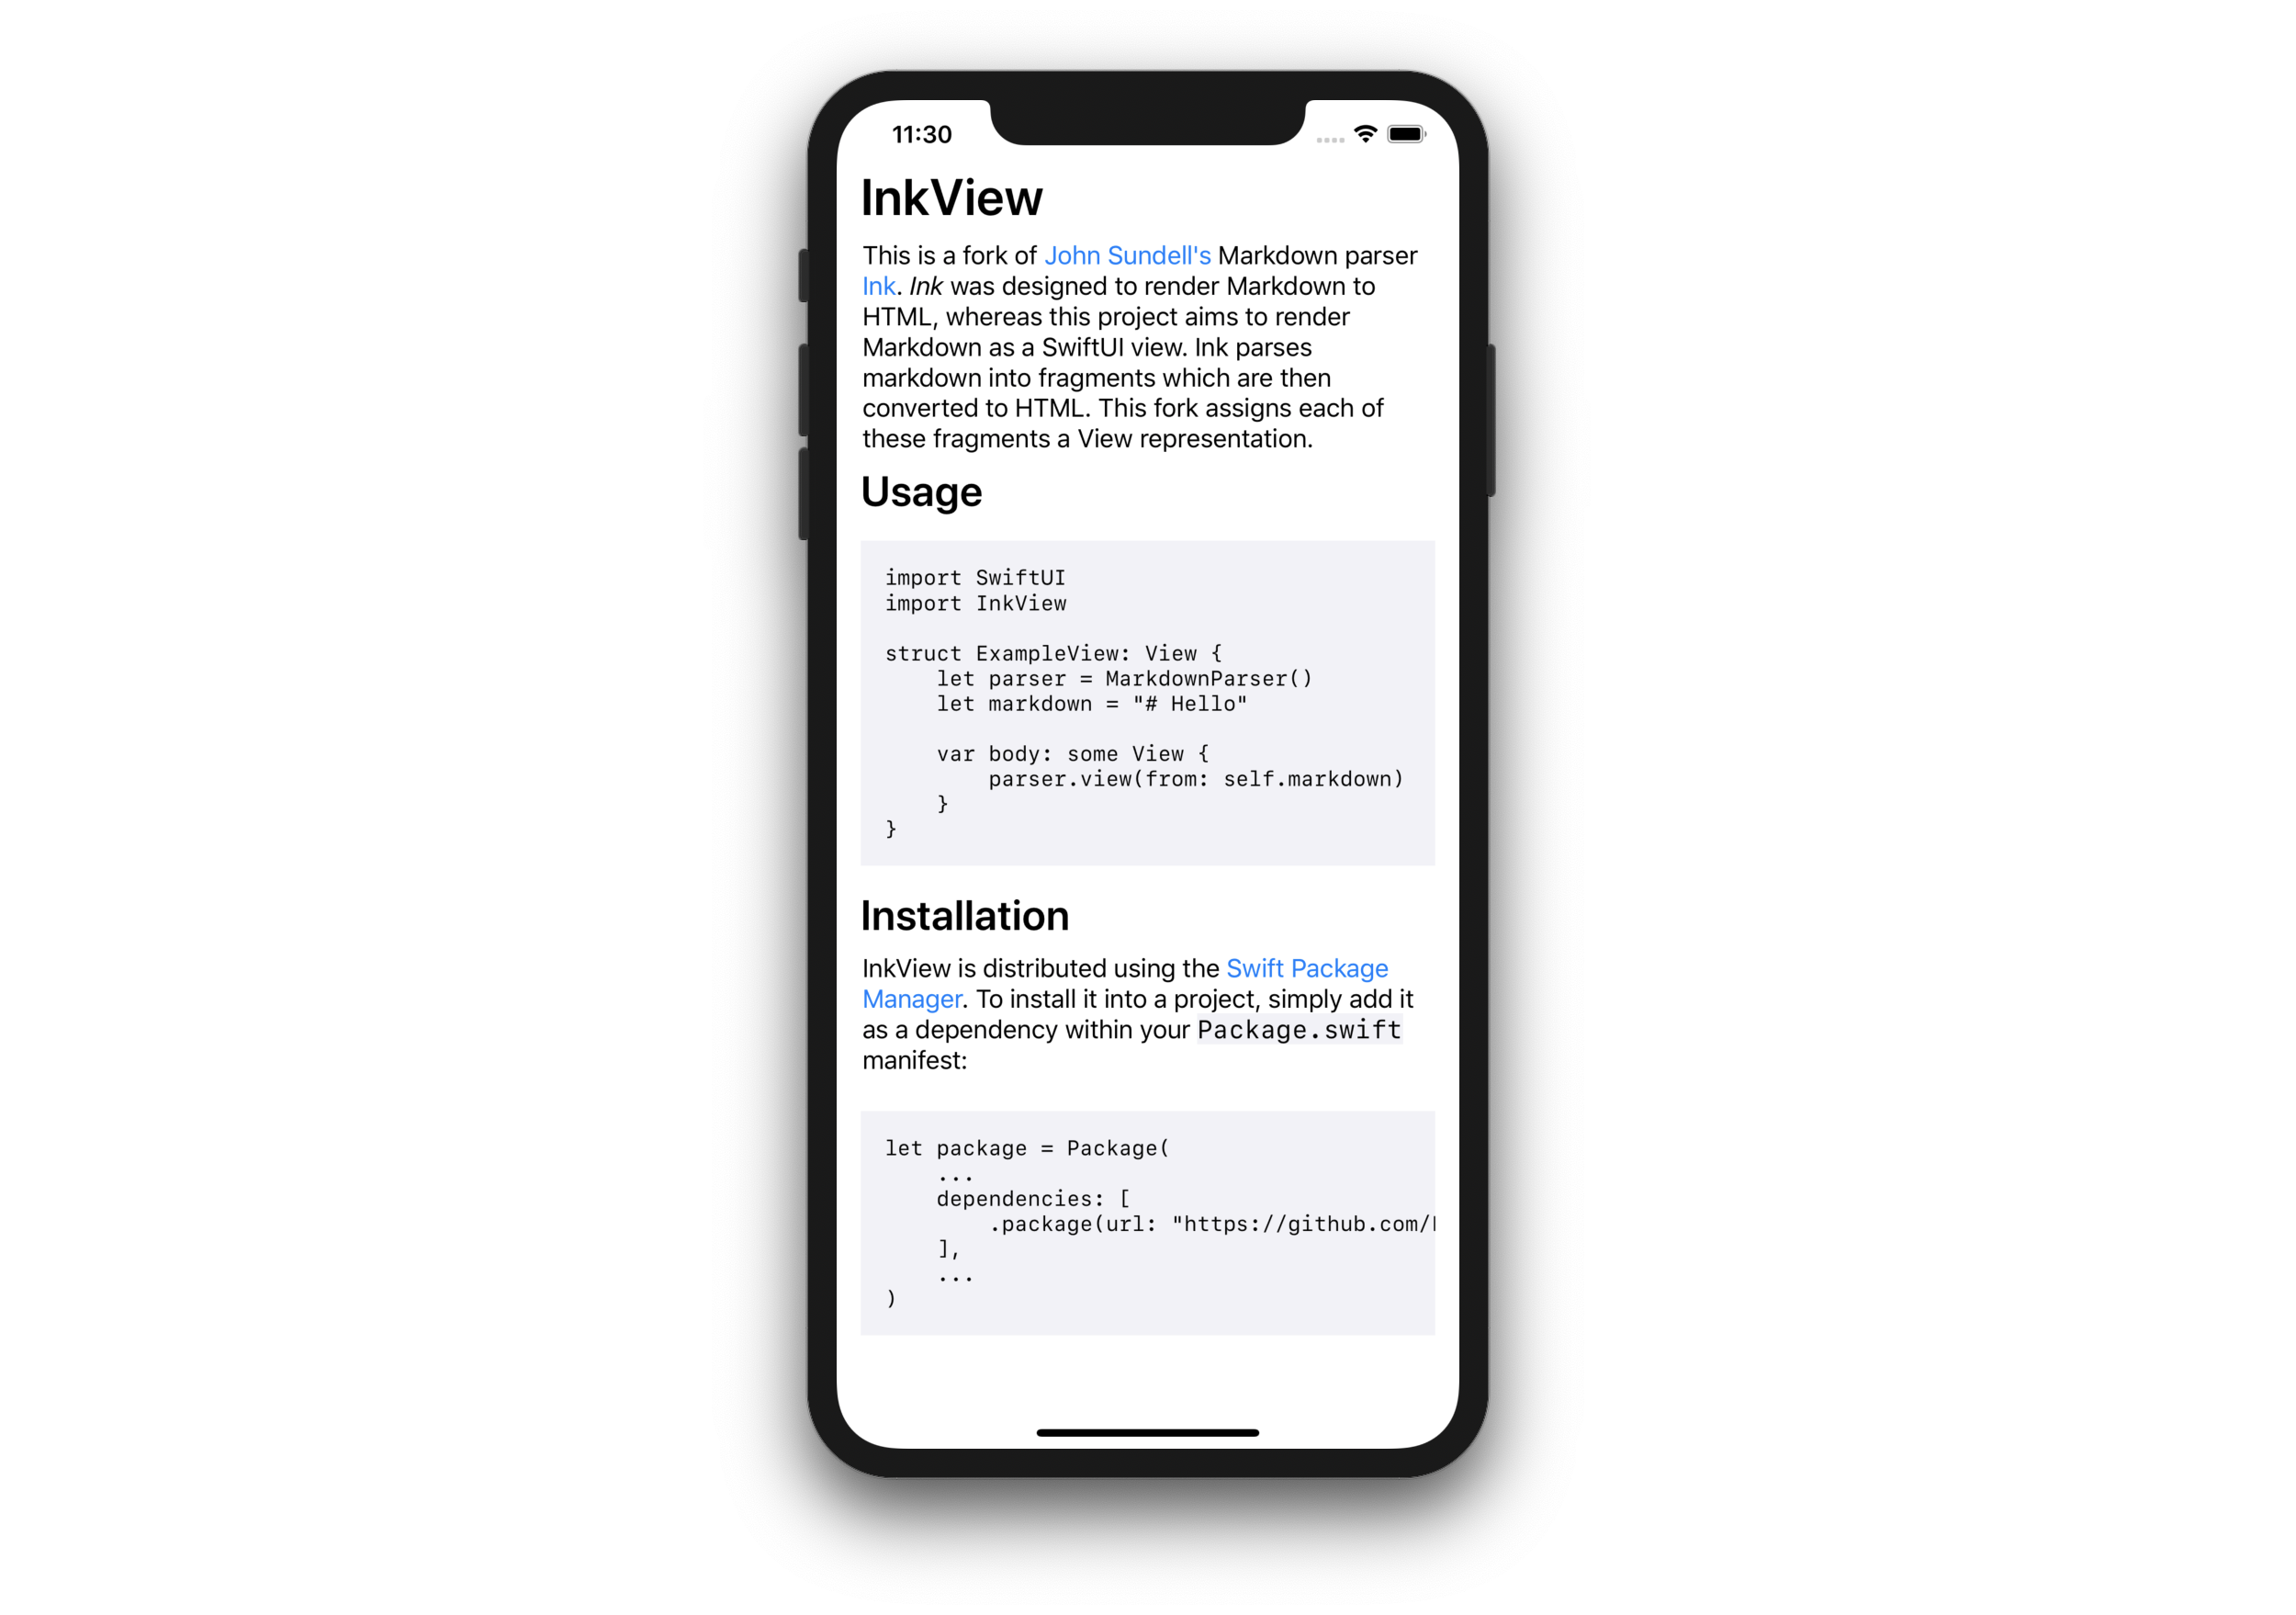 11:30
InkView
This is a fork of John Sundell's Markdown parser
Ink. Ink was designed to render Markdown to
HTML, whereas this project aims to render
Markdown as a SwiftUI view. Ink parses
markdown into fragments which are then
converted to HTML. This fork assigns each of
these fragments a View representation.
Usage
import SwiftUI
import InkView
struct ExampleView: View {
    let parser = MarkdownParser()
    let markdown = "# Hello"
    var body: some View {
        parser.view(from: self.markdown)
    }
}
Installation
InkView is distributed using the Swift Package
Manager. To install it into a project, simply add it
as a dependency within your Package.swift
manifest:
let package = Package(
    ...
    dependencies: [
        .package(url: "https://github.com/
    ],
    ...
)